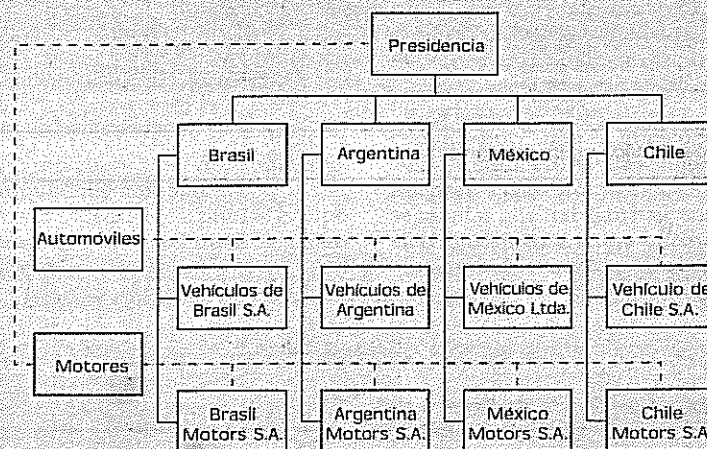 Presidencia
Brasil
Argentina
México
Chile
Automóviles
Vehículos de
Brasil S.A.
Vehículos de
Argentina
Vehículos de
México Ltda.
Vehículo de
Chile S.A.
Motores
Brasil
Motors S.A.
Argentina
Motors S.A.
México
Motors S.A.
Chile
Motors S.A.